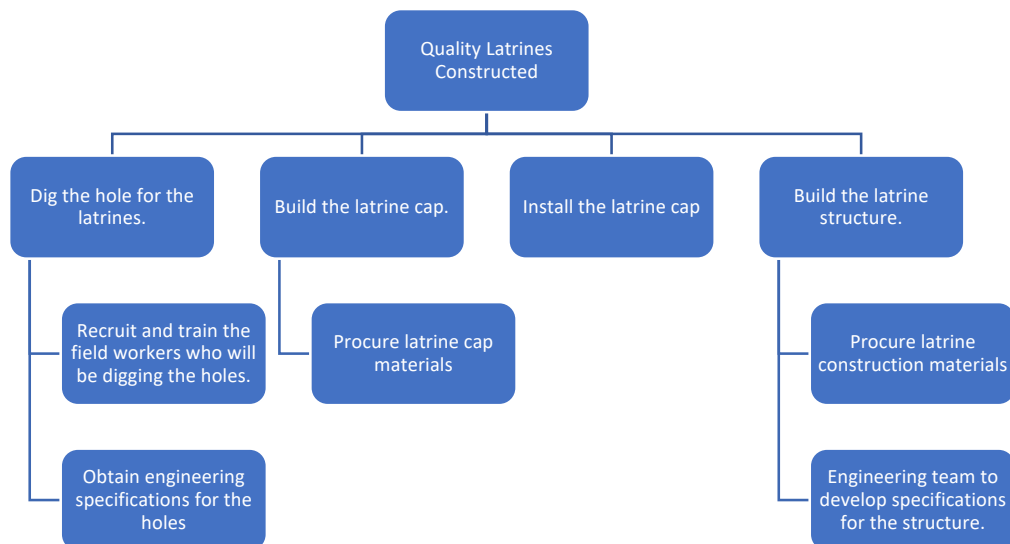 Quality Latrines
Constructed
Dig the hole for the
latrines.
Build the latrine cap.
Install the latrine cap
Build the latrine
structure.
Recruit and train the
field workers who will
be digging the holes.
Procure latrine cap
materials
Procure latrine
construction materials
Obtain engineering
specifications for the
holes
Engineering team to
develop specifications
for the structure.